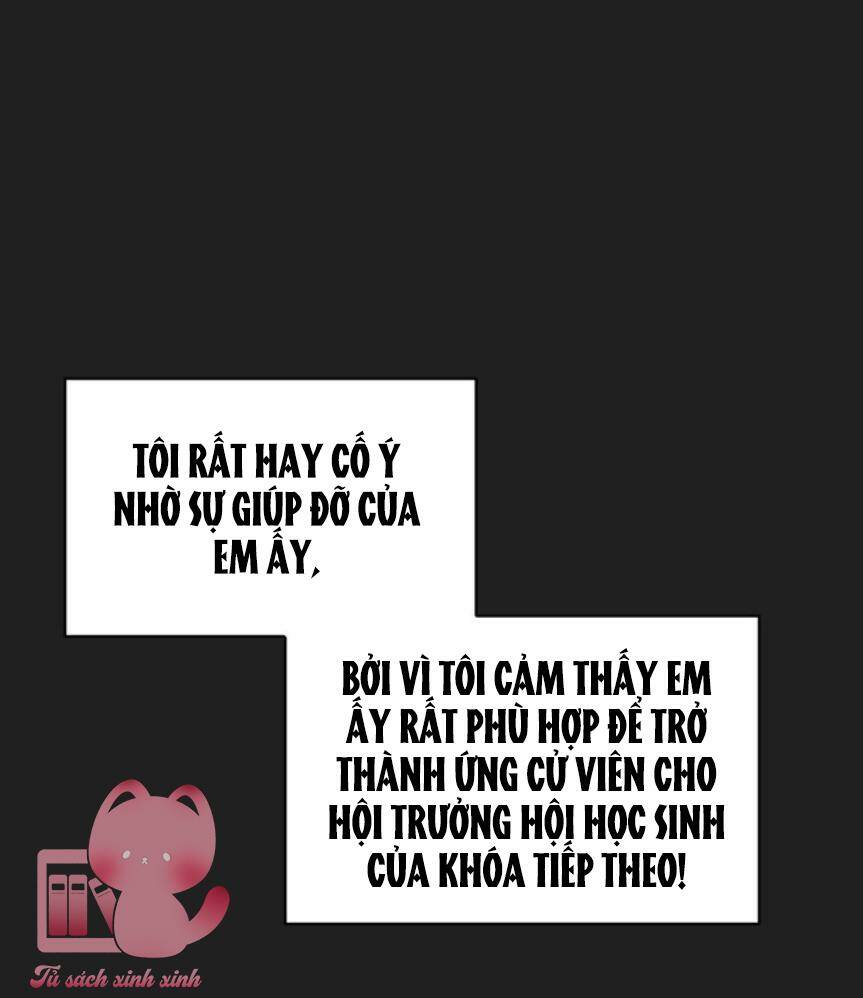 TÔI RẤT HAY CỐ Ý
NHỜ SỰ GIÚP ĐỠ CỦA
EM ẤY,
BỞI VÌ TÔI CẢM THẤY EM
ẤY RẤT PHÙ HỢP ĐỂ TRỞ
THÀNH ỨNG CỬ VIÊN CHO
HỘI TRƯỞNG HỘI HỌC SINH
CỦA KHÓA TIẾP THEO!
Tủ sách xinh xinh